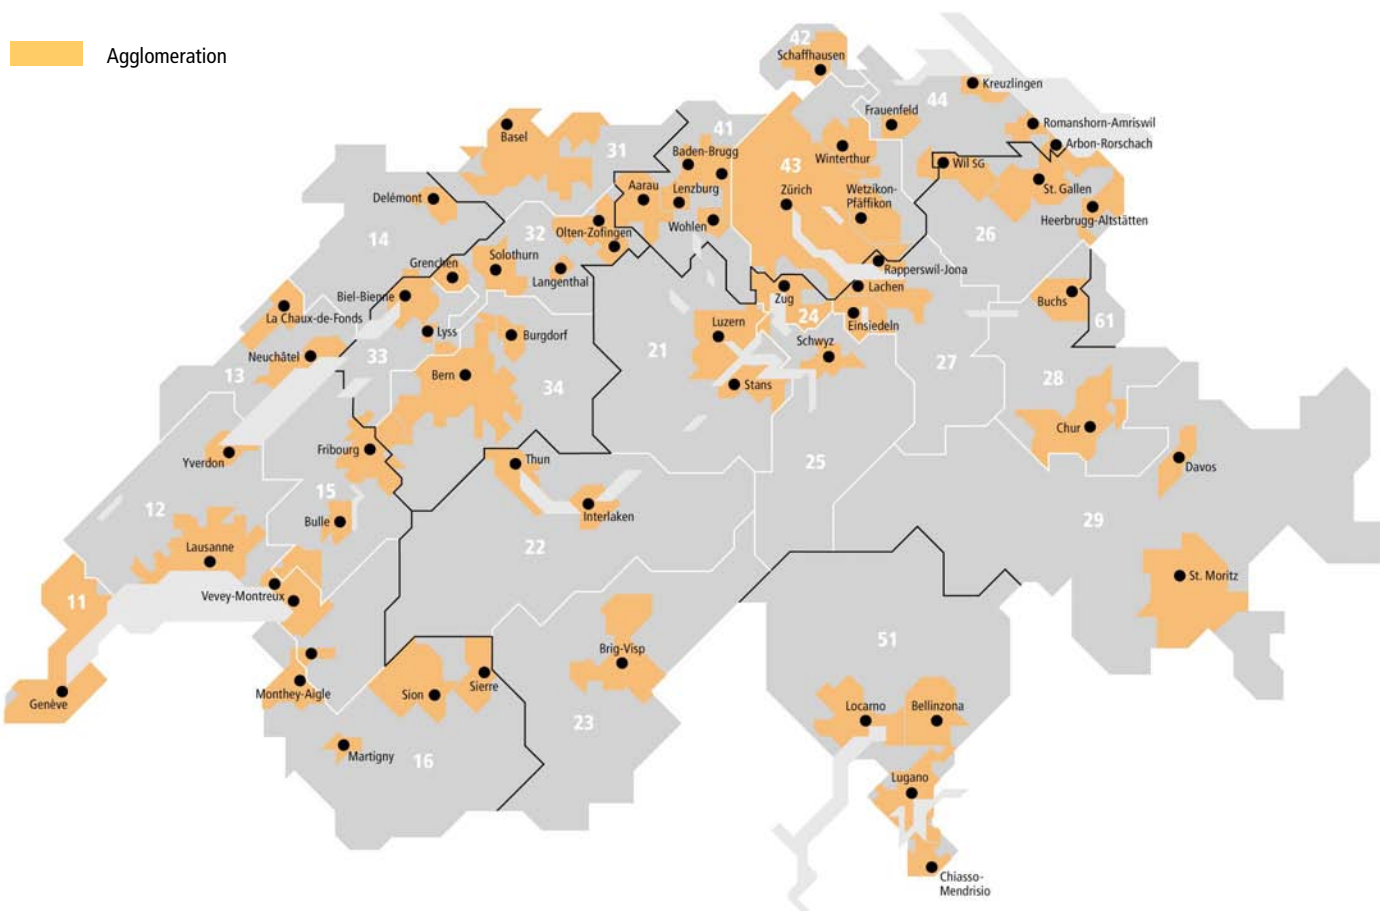 Agglomeration
42
Schaffhausen
Kreuzlingen
44
Frauenfeld
Romanshorn-Amriswil
Arbon-Rorschach
41
Basel
31
Baden-Brugg
43
Winterthur
Wil SG
Aarau
Lenzburg
Zürich
Wetzikon-
Pfäffikon
St. Gallen
Delémont
Heerbrugg-Altstätten
Wohlen
32
Olten-Zofingen
26
14
Solothurn
Grenchen
Langenthal
Rapperswil-Jona
Lachen
Biel-Bienne
Zug
Buchs
La Chaux-de-Fonds
24
61
Luzern
Einsiedeln
Lyss
Burgdorf
Schwyz
Neuchâtel
33
21
27
13
Bern
34
Stans
28
Chur
Fribourg
Yverdon
Thun
25
Davos
15
12
Bulle
Interlaken
29
Lausanne
22
St. Moritz
11
Vevey-Montreux
51
Brig-Visp
Genève
Monthey-Aigle
Sion
Sierre
Locarno
Bellinzona
23
Martigny
16
Lugano
Chiasso-
Mendrisio